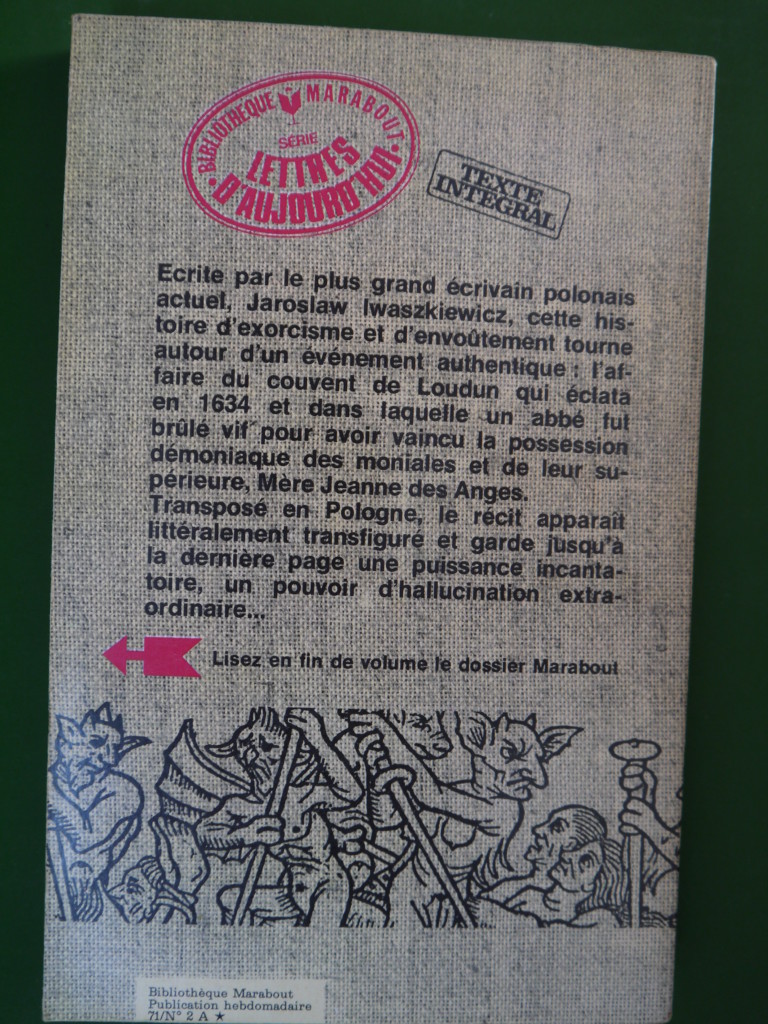 BIBLIOTHEQUE MARABOUT
SÉRIE
LETTRES
D'AUJOURD'HUI
TEXTE
INTEGRAL
Ecrite par le plus grand écrivain polonais
actuel, Jaroslaw Iwaszkiewicz, cette his-
toire d'exorcisme et d'envoûtement tourne
autour d'un événement authentique : l'af-
faire du couvent de Loudun qui éclata
en 1634 et dans laquelle un abbé fut
brûlé vif pour avoir vaincu la possession
démoniaque des moniales et de leur su-
périeure, Mère Jeanne des Anges.
Transposé en Pologne, le récit apparaît
littéralement transfiguré et garde jusqu'à
la dernière page une puissance incanta-
toire, un pouvoir d'hallucination extra-
ordinaire...
Lisez en fin de volume le dossier Marabout
Bibliothèque Marabout
Publication hebdomadaire
71/N° 2 A ★